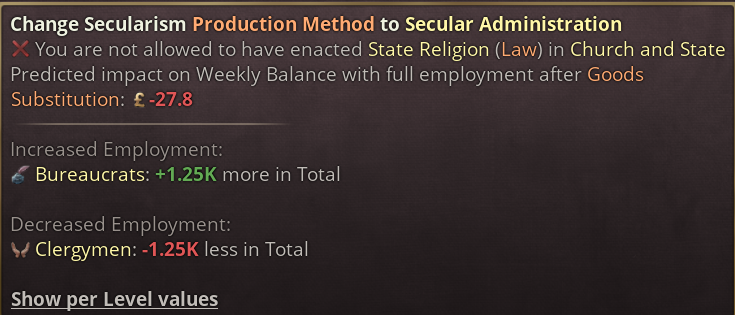 Change Secularism Production Method to Secular Administration
You are not allowed to have enacted State Religion (Law) in Church and State
Predicted impact on Weekly Balance with full employment after Goods
Substitution: £ -27.8
Increased Employment:
Bureaucrats: +1.25K more in Total
Decreased Employment:
Clergymen: -1.25K less in Total
Show per Level values